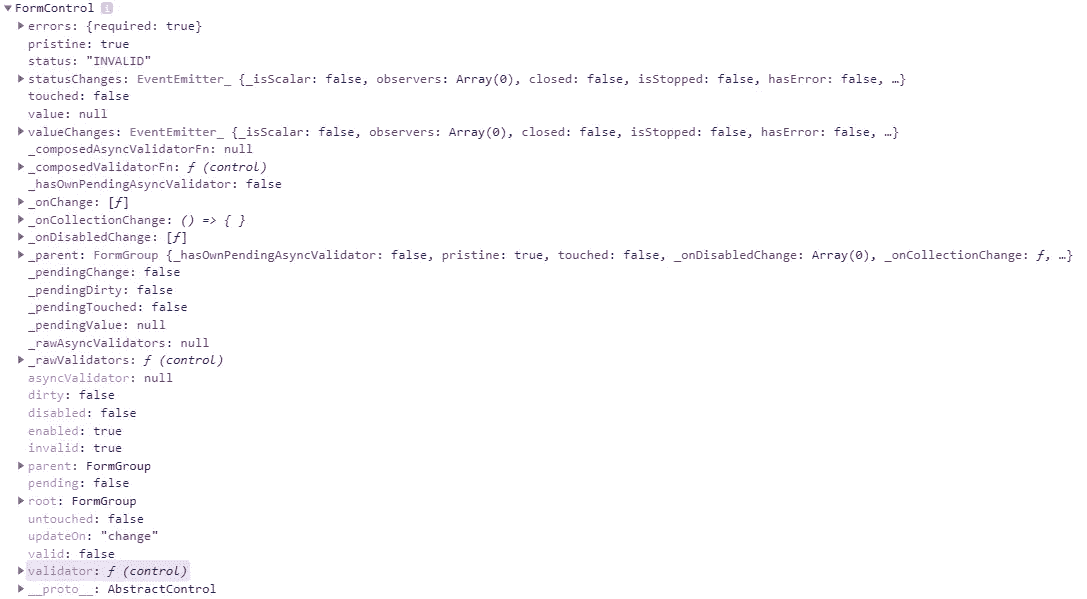 FormControl i
errors: {required: true}
pristine: true
status: "INVALID"
statusChanges: EventEmitter_ {_isScalar: false, observers: Array(0), closed: false, isStopped: false, hasError: false, …}
touched: false
value: null
valueChanges: EventEmitter_ {_isScalar: false, observers: Array(0), closed: false, isStopped: false, hasError: false, …}
_composedAsyncValidatorFn: null
_composedValidatorFn: ƒ (control)
_hasOwnPendingAsyncValidator: false
_onChange: [ƒ]
_onCollectionChange: () => { }
_onDisabledChange: [ƒ]
_parent: FormGroup {_hasOwnPendingAsyncValidator: false, pristine: true, touched: false, _onDisabledChange: Array(0), _onCollectionChange: ƒ, …}
_pendingChange: false
_pendingDirty: false
_pendingTouched: false
_pendingValue: null
_rawAsyncValidators: null
_rawValidators: ƒ (control)
asyncValidator: null
dirty: false
disabled: false
enabled: true
invalid: true
parent: FormGroup
pending: false
root: FormGroup
untouched: false
updateOn: "change"
valid: false
validator: ƒ (control)
__proto__: AbstractControl